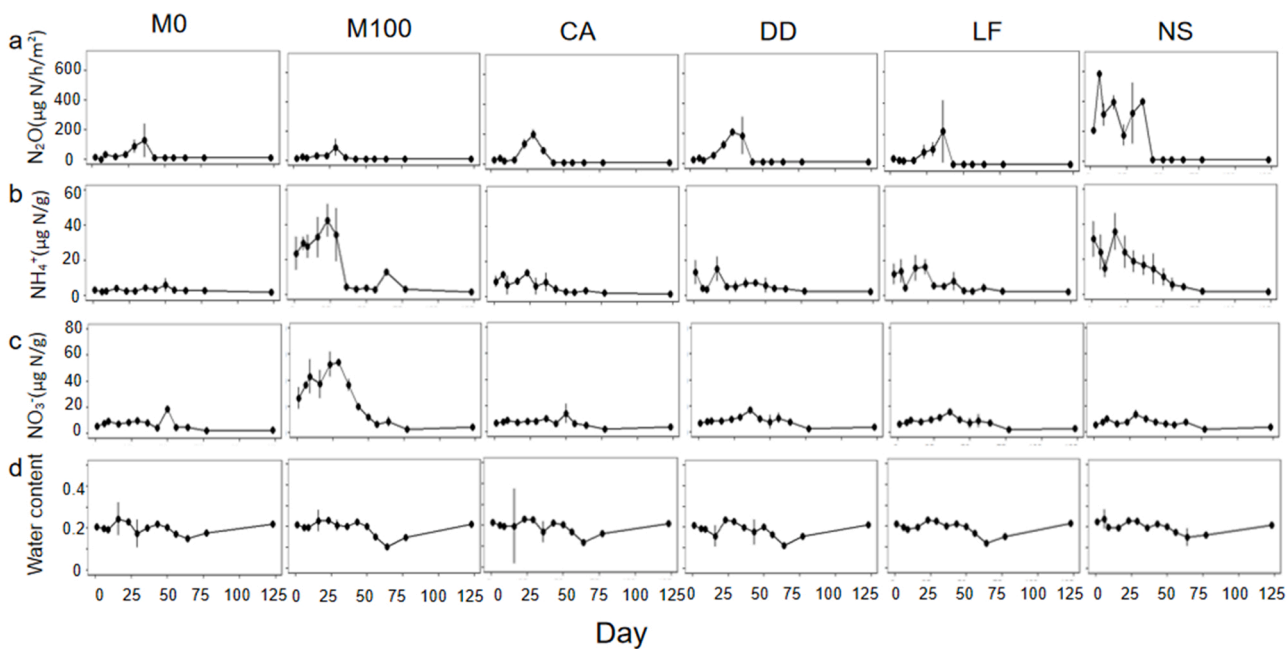 M0 M100 CA DD LF NS
a
N₂O(μg N/h/m²)
600
400
200
0
b
NH₄⁺(μg N/g)
60
40
20
0
c
NO₃⁻(μg N/g)
80
60
40
20
0
d
Water content
0.4
0.2
0
0 25 50 75 100 125 0 25 50 75 100 125 0 25 50 75 100 125 0 25 50 75 100 125 0 25 50 75 100 125 0 25 50 75 100 125
Day